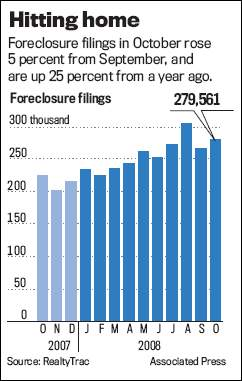 Hitting home
Foreclosure filings in October rose
5 percent from September, and
are up 25 percent from a year ago.
Foreclosure filings 279,561
300 thousand
250
200
150
100
50
0
O N D J F M A M J J A S O
2007 2008
Source: RealtyTrac Associated Press